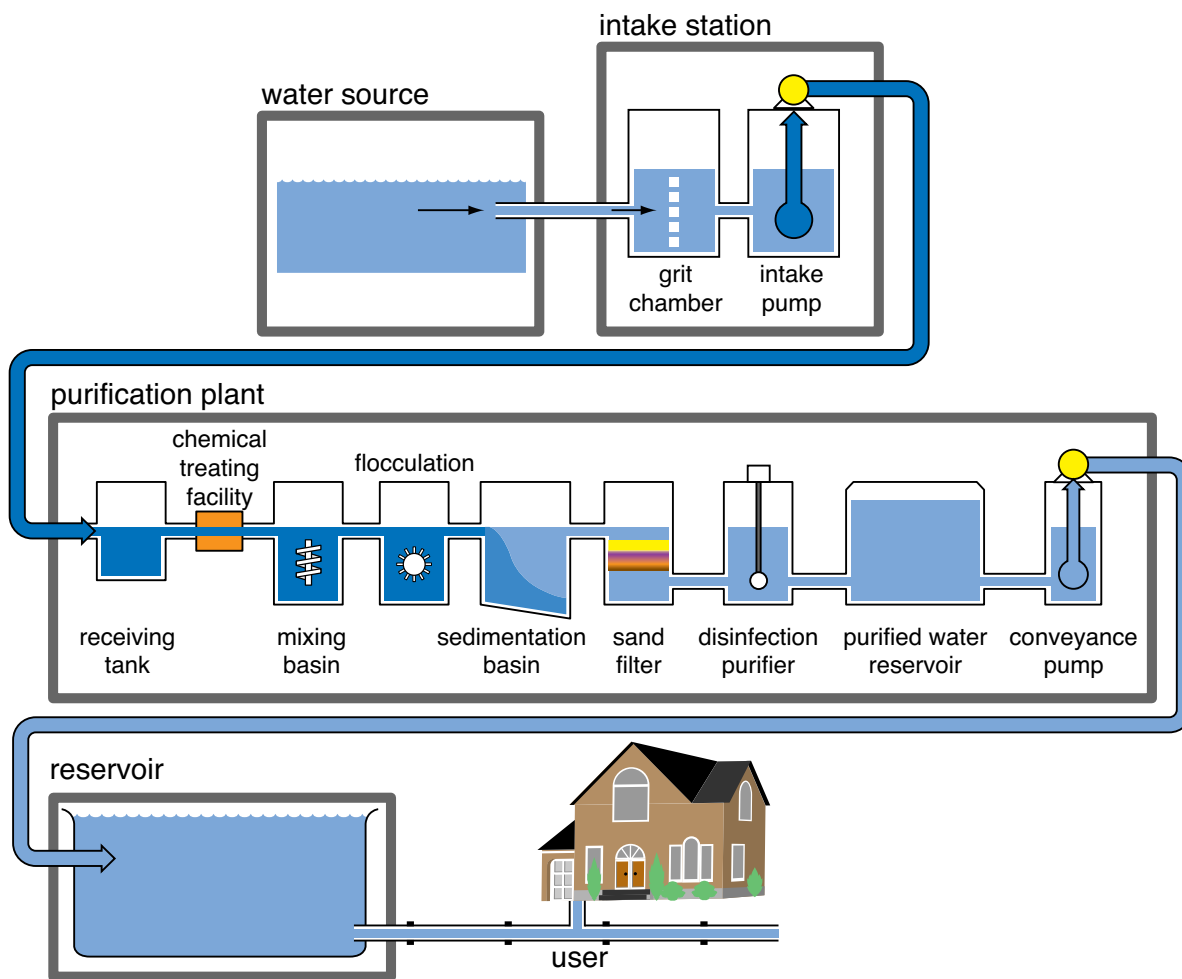 intake station
water source
grit
chamber
intake
pump
purification plant
chemical
treating
facility
flocculation
receiving
tank
mixing
basin
sedimentation
basin
sand
filter
disinfection
purifier
purified water
reservoir
conveyance
pump
reservoir
user